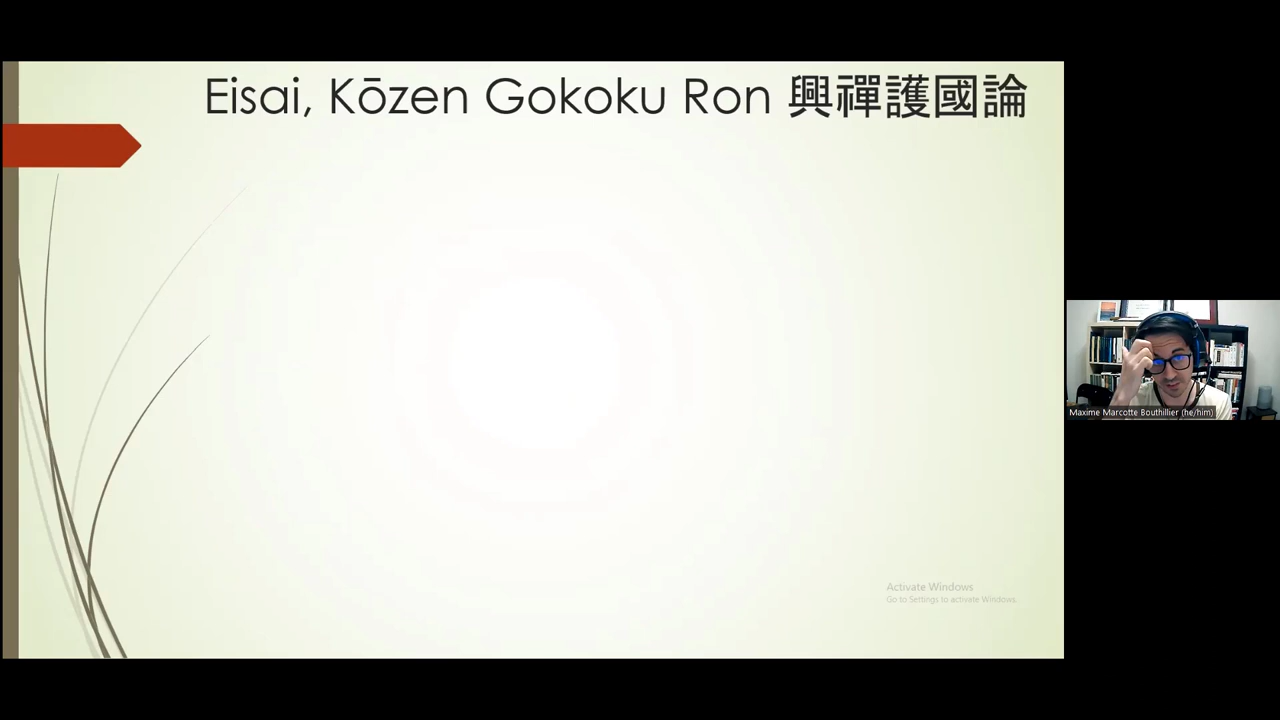 Eisai, Kōzen Gokoku Ron 興禪護國論
Maxime Marcotte Bouthillier (he/him)
Activate Windows
Go to Settings to activate Windows.